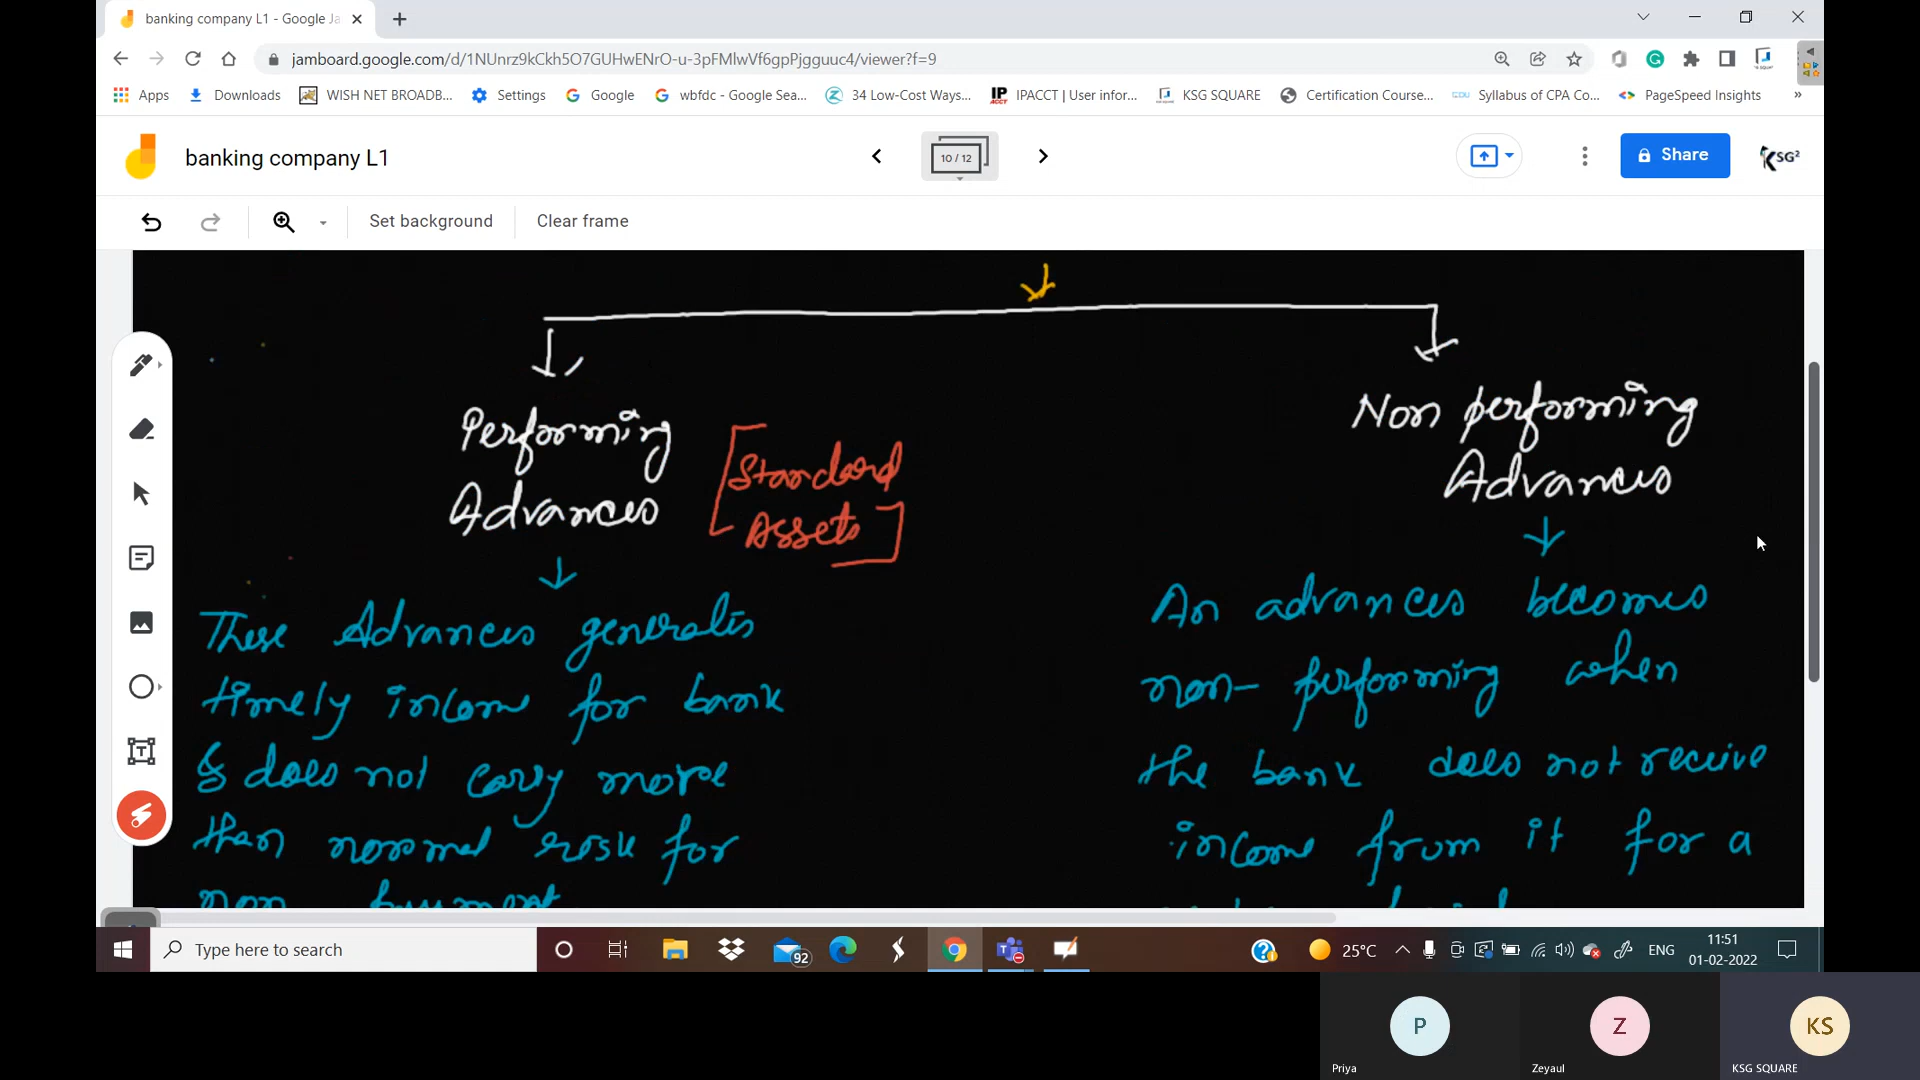 banking company L1 - Google Ja
jamboard.google.com/d/1NUnrz9kCkh5O7GUHwENrO-u-3pFMlwVf6gpPjgguuc4/viewer?f=9
Apps Downloads WISH NET BROADB... Settings Google wbfdc - Google Sea... 34 Low-Cost Ways... IPACCT | User infor... KSG SQUARE Certification Course... Syllabus of CPA Co... PageSpeed Insights »
banking company L1
10 / 12
Share
KSG²
Set background Clear frame
Performing
Advances
[Standard
Assets]
Non performing
Advances
These Advances generates
timely income for bank
& does not carry more
than normal risk for
non
An advances becomes
non-performing when
the bank does not receive
income from it for a
Type here to search
92
25°C
ENG
11:51
01-02-2022
P
Priya
Z
Zeyaul
KS
KSG SQUARE